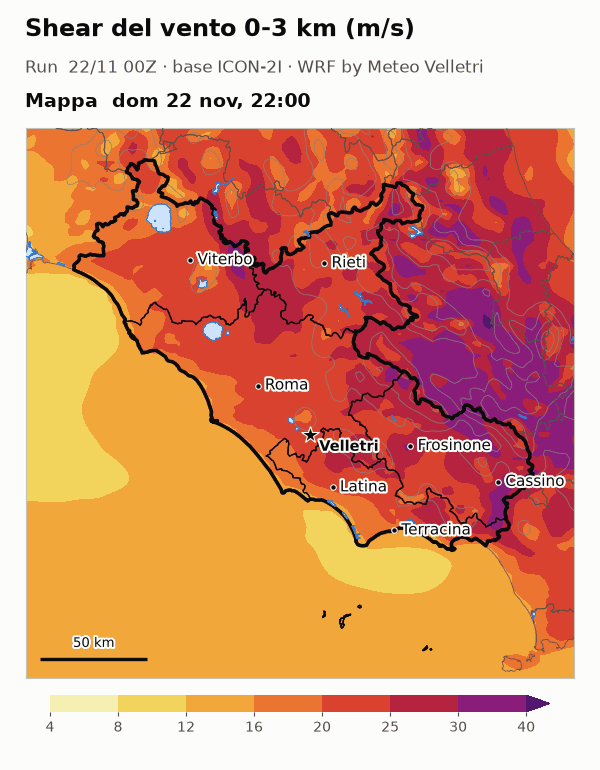 Shear del vento 0-3 km (m/s)
Run  22/11 00Z · base ICON-2I · WRF by Meteo Velletri
Mappa  dom 22 nov, 22:00
Viterbo
Rieti
Roma
Velletri
Frosinone
Cassino
Latina
Terracina
50 km
4 8 12 16 20 25 30 40